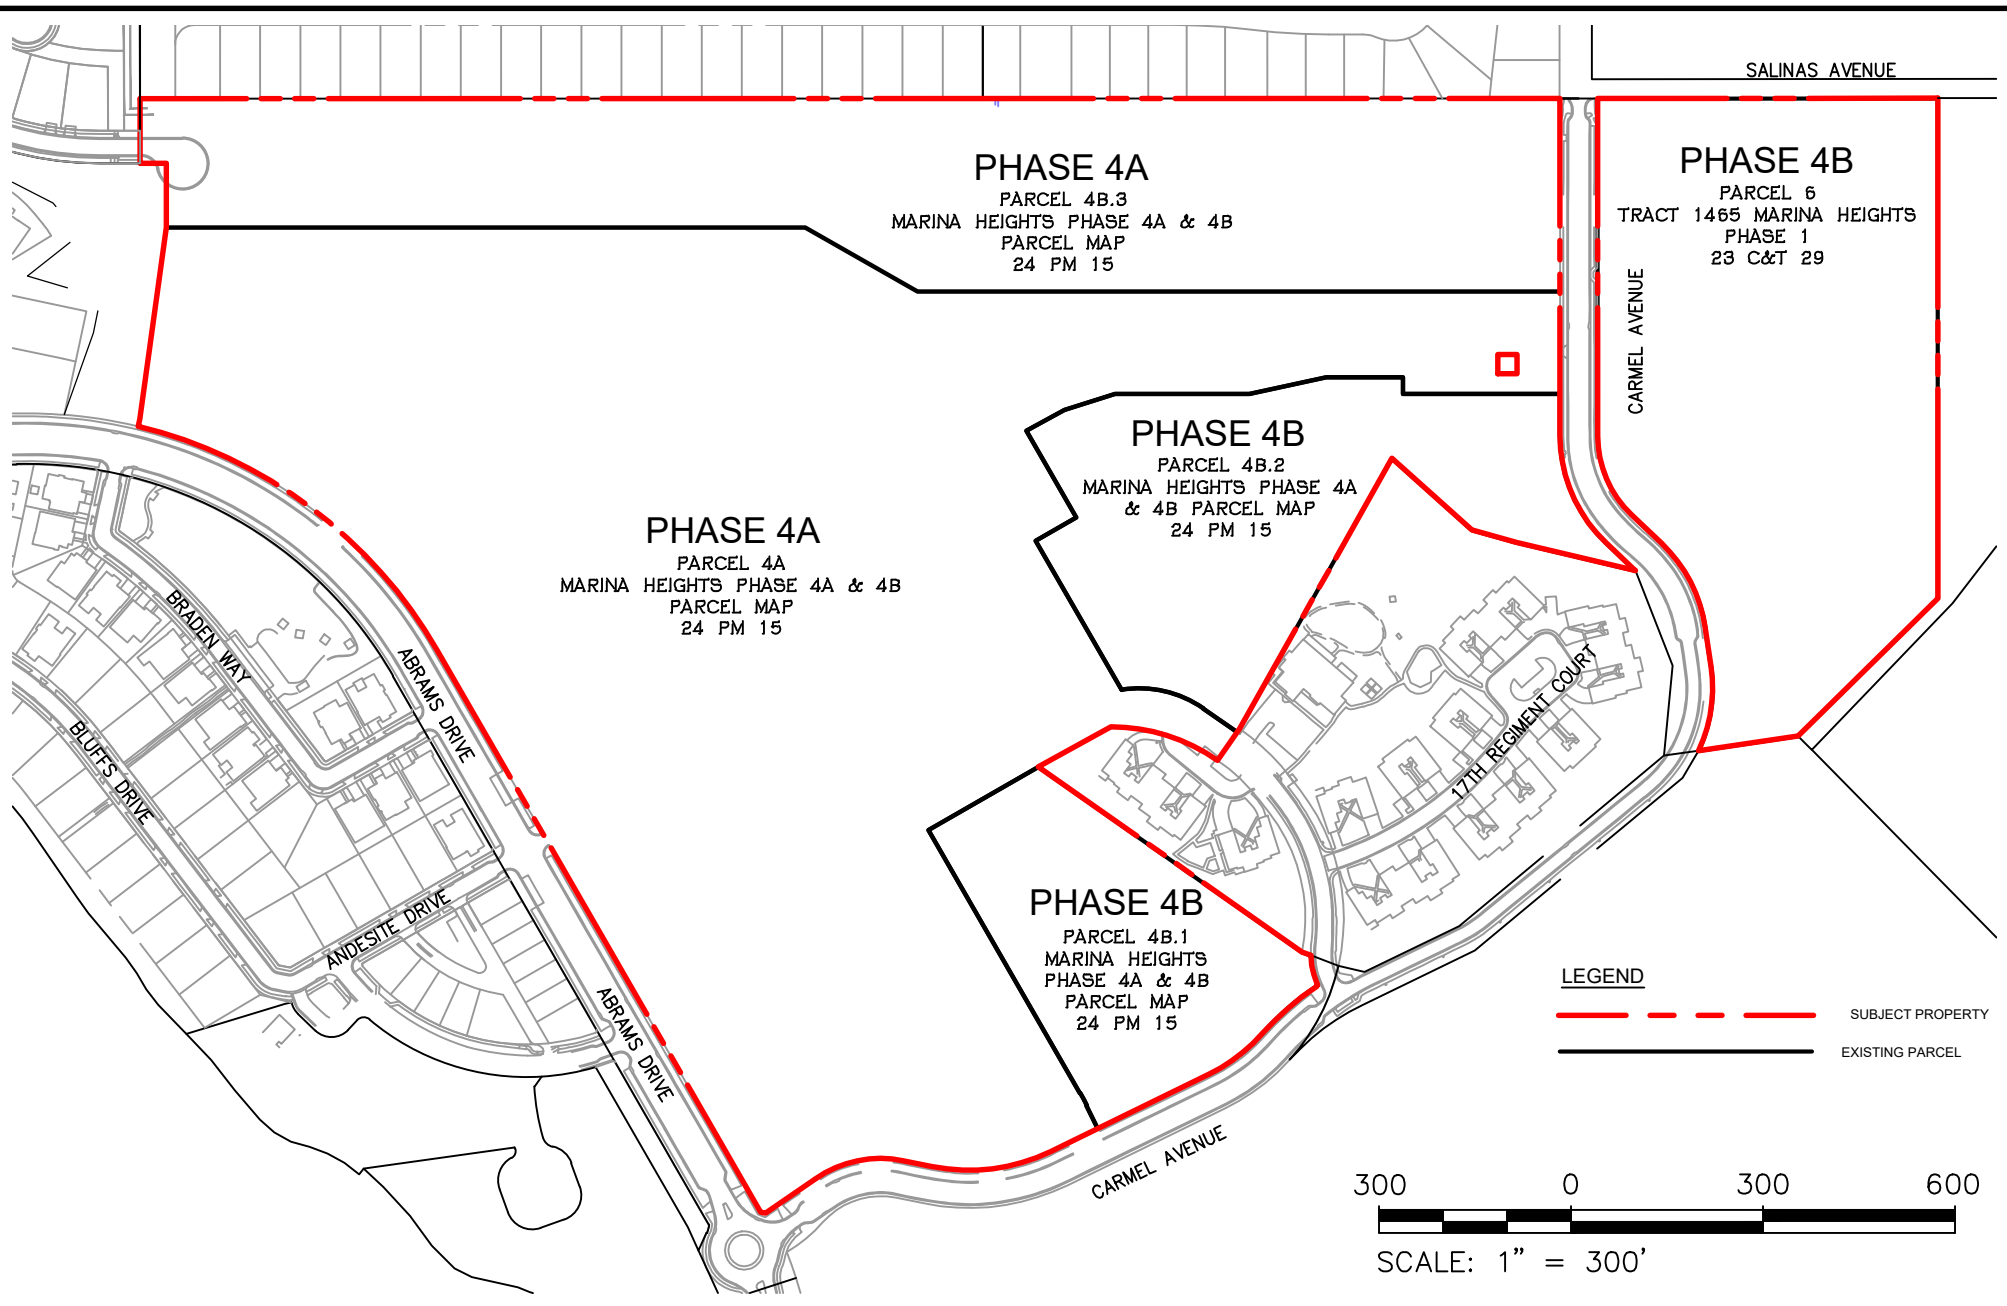 SALINAS AVENUE
PHASE 4A
PARCEL 4B.3
MARINA HEIGHTS PHASE 4A & 4B
PARCEL MAP
24 PM 15
PHASE 4B
PARCEL 6
TRACT 1465 MARINA HEIGHTS
PHASE 1
23 C&T 29
CARMEL AVENUE
PHASE 4B
PARCEL 4B.2
MARINA HEIGHTS PHASE 4A
& 4B PARCEL MAP
24 PM 15
PHASE 4A
PARCEL 4A
MARINA HEIGHTS PHASE 4A & 4B
PARCEL MAP
24 PM 15
BRADEN WAY
ABRAMS DRIVE
BLUFFS DRIVE
17TH REGIMENT COURT
ANDESITE DRIVE
PHASE 4B
PARCEL 4B.1
MARINA HEIGHTS
PHASE 4A & 4B
PARCEL MAP
24 PM 15
ABRAMS DRIVE
CARMEL AVENUE
LEGEND
SUBJECT PROPERTY
EXISTING PARCEL
300 0 300 600
SCALE: 1" = 300'